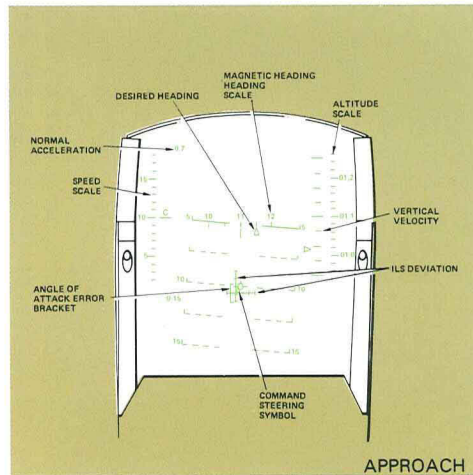 MAGNETIC HEADING
HEADING
SCALE
DESIRED HEADING
ALTITUDE
SCALE
NORMAL
ACCELERATION
0.7
SPEED
SCALE
15
01,2
C
5
10
11
12
15
10
01,1
VERTICAL
VELOCITY
5
01,0
ILS DEVIATION
ANGLE OF
ATTACK ERROR
BRACKET
10
10
0.15
COMMAND
STEERING
SYMBOL
15
15
APPROACH